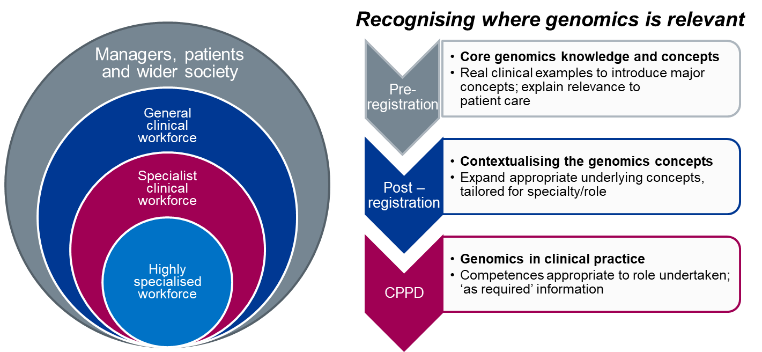 Managers, patients
and wider society
General
clinical
workforce
Specialist
clinical
workforce
Highly
specialised
workforce
Recognising where genomics is relevant
Pre-
registration
• Core genomics knowledge and concepts
• Real clinical examples to introduce major
concepts; explain relevance to
patient care
Post –
registration
• Contextualising the genomics concepts
• Expand appropriate underlying concepts,
tailored for specialty/role
CPPD
• Genomics in clinical practice
• Competences appropriate to role undertaken;
‘as required’ information